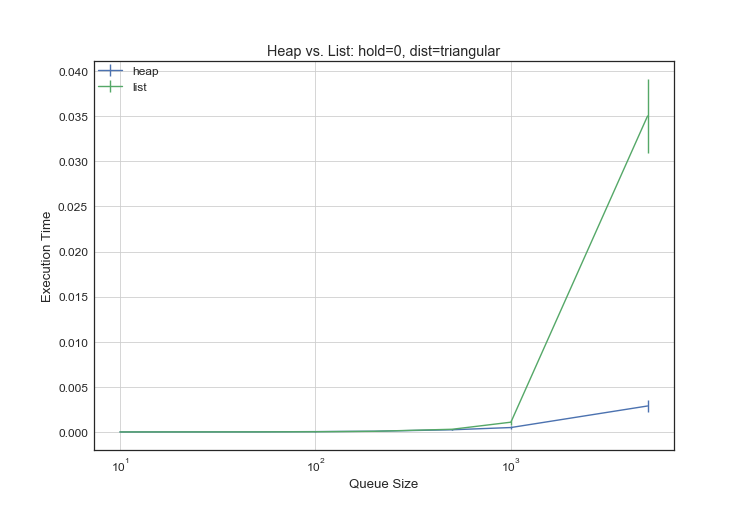 Heap vs. List: hold=0, dist=triangular
0.040
0.035
0.030
0.025
0.020
0.015
0.010
0.005
0.000
Execution Time
heap
list
10¹
10²
10³
Queue Size